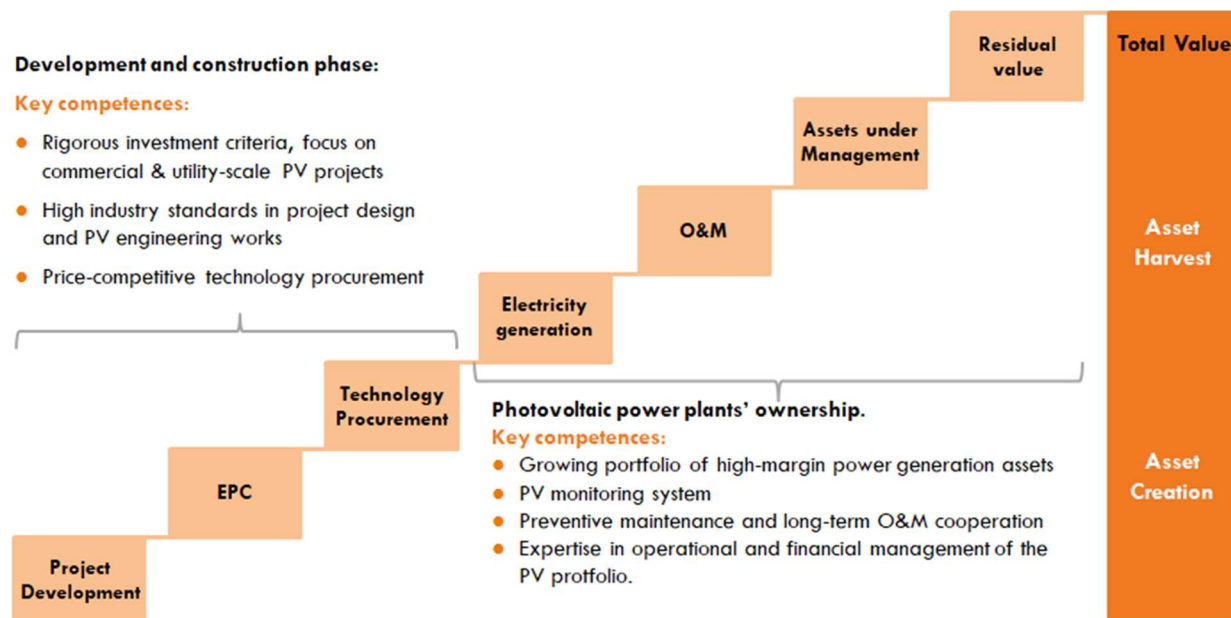 Development and construction phase:
Key competences:
● Rigorous investment criteria, focus on
commercial & utility-scale PV projects
● High industry standards in project design
and PV engineering works
● Price-competitive technology procurement
Project
Development
EPC
Technology
Procurement
Electricity
generation
O&M
Assets under
Management
Residual
value
Photovoltaic power plants' ownership.
Key competences:
● Growing portfolio of high-margin power generation assets
● PV monitoring system
● Preventive maintenance and long-term O&M cooperation
● Expertise in operational and financial management of the
PV protfolio.
Total Value
Asset
Harvest
Asset
Creation